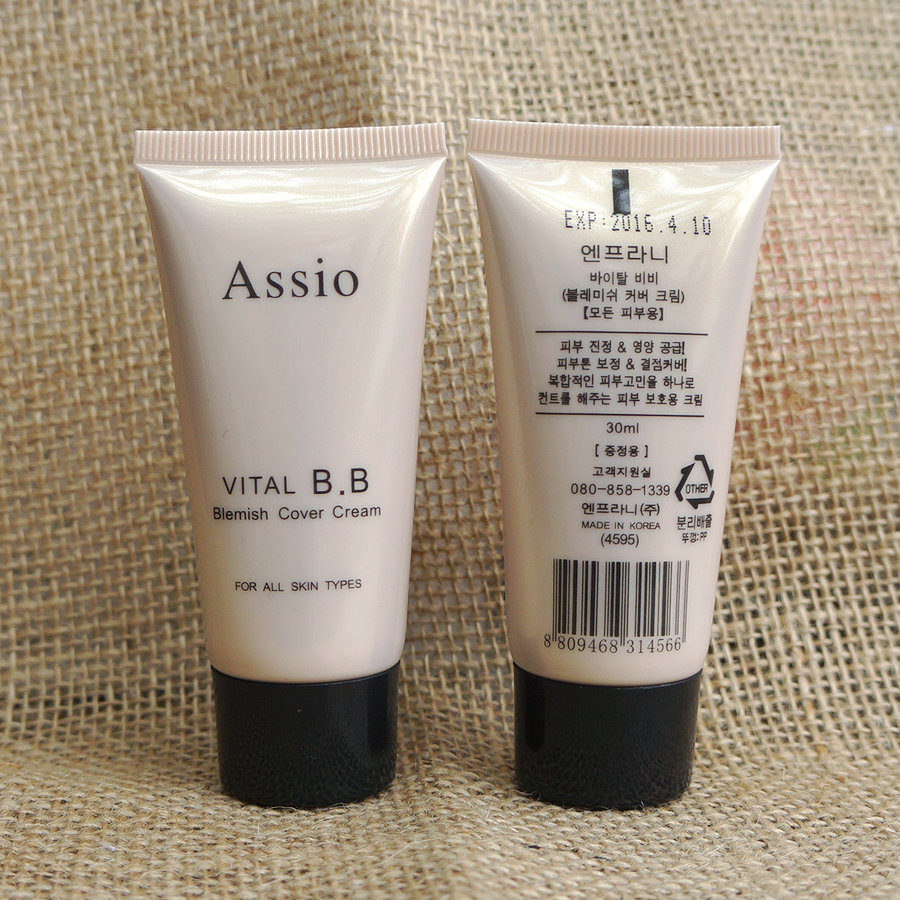 Assio
VITAL B.B
Blemish Cover Cream
FOR ALL SKIN TYPES
EXP:2016.4.10
엔프라니
바이탈 비비
(블레미쉬 커버 크림)
【모든 피부용】
피부 진정 & 영양 공급!
피부톤 보정 & 결점커버!
복합적인 피부고민을 하나로
컨트롤 해주는 피부 보호용 크림
30ml
[ 증정용 ]
고객지원실
080-858-1339
엔프라니(주)
MADE IN KOREA
(4595)
OTHER
분리배출
뚜껑:PP
8 809468 314566